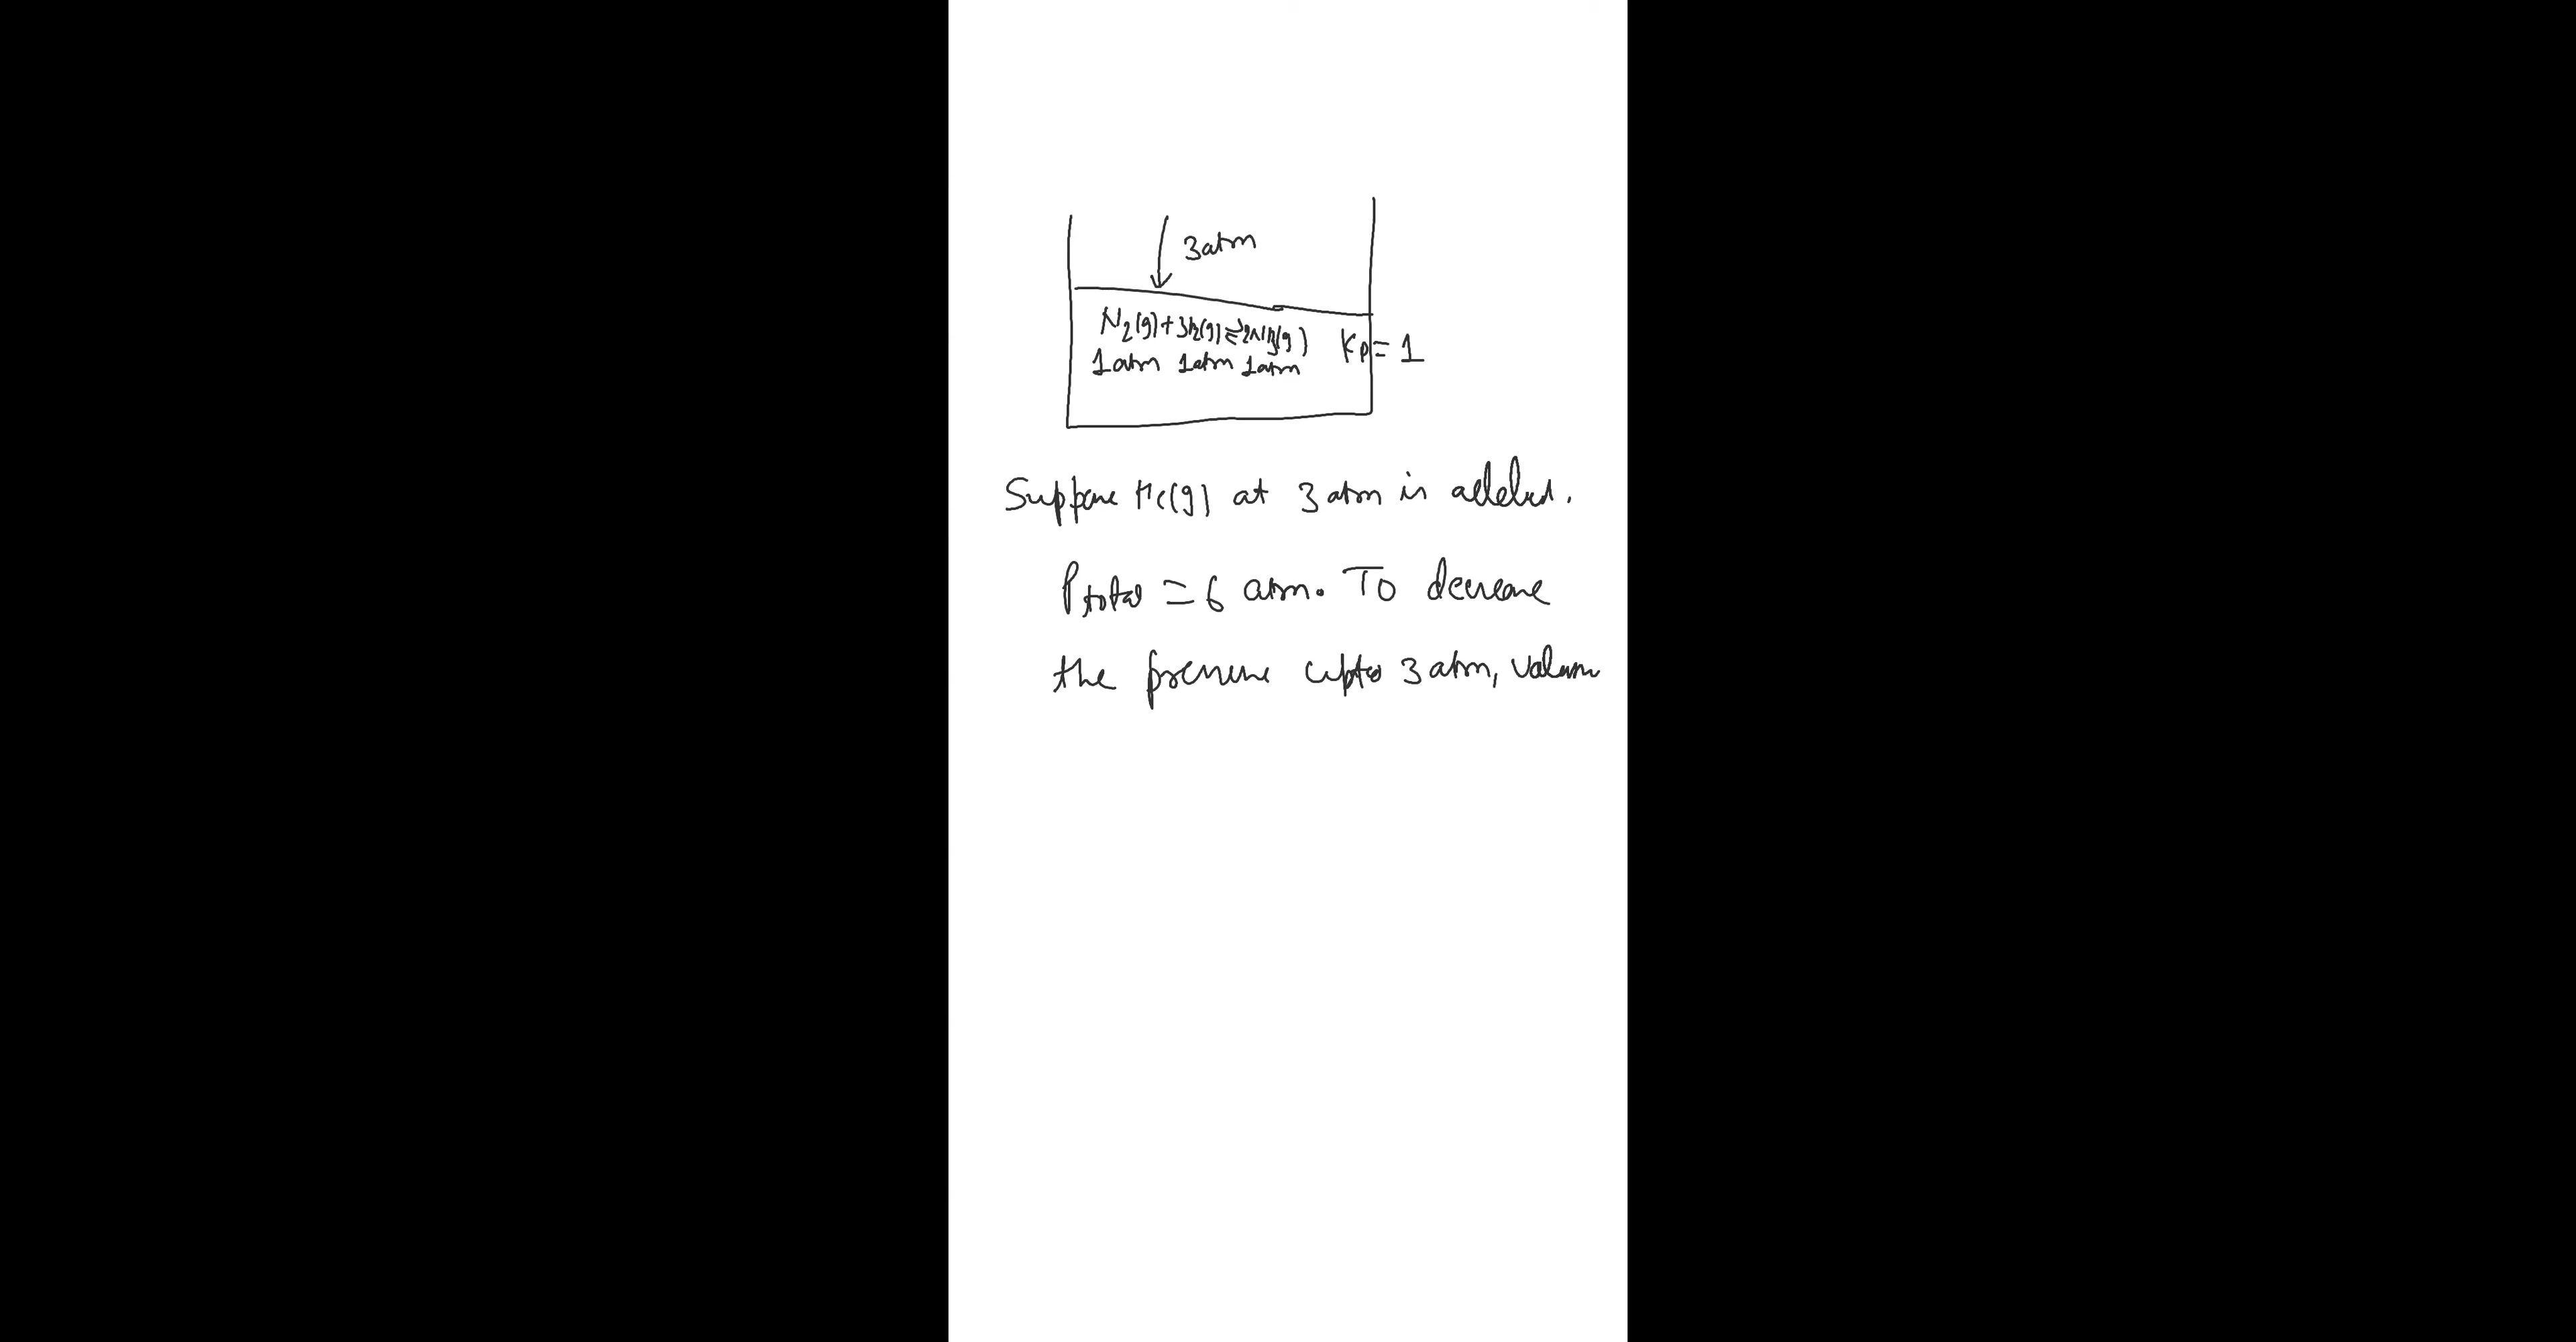 3atm
N2(g)+3H2(g)⇌2NH3(g) Kp=1
1atm 1atm 1atm
Suppose He(g) at 3 atm is added.
Ptotal = 6 atm. To decrease
the pressure upto 3 atm, volume